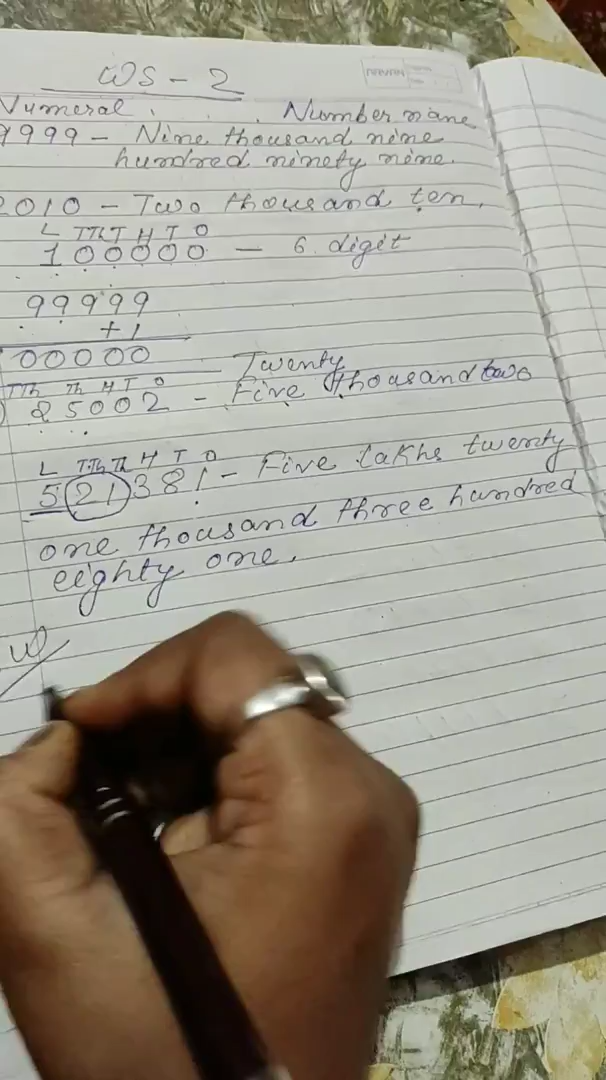 WS - 2
Numeral . . Number name
9999 - Nine thousand nine
hundred ninety nine.
2010 - Two thousand ten.
L TTh T H T O
100000 - 6 digit
99999
+1
00000
Twenty
TTh Th H T O
25002 - Five thousand two
L T.Th Th H T O
521381 - Five lakhs twenty
one thousand three hundred
eighty one.